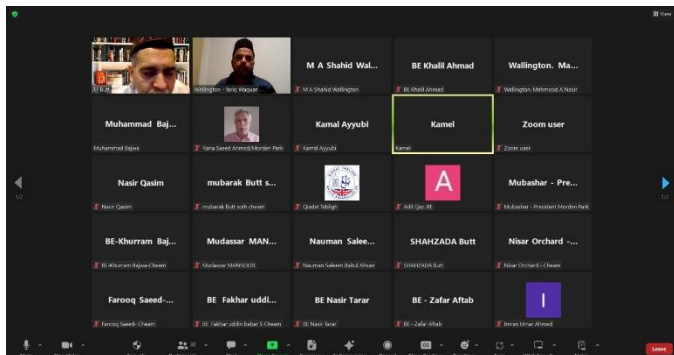 View
M Butt
Wallington - Tariq Waquar
M A Shahid Wal...
M A Shahid Wallington
BE Khalil Ahmad
BE Khalil Ahmad
Wallington. Ma...
Wallington. Mahmood A Nasir
Muhammad Baj...
Muhammad Bajwa
Rana Saeed Ahmed/Morden Park
Kamal Ayyubi
Kamal Ayyubi
Kamel
Kamel
Zoom user
Zoom user
1/2
1/2
Nasir Qasim
Nasir Qasim
mubarak Butt s...
mubarak Butt soth cheam
Qiadat Tabligh
A
Adil Ijaz, BE
Mubashar - Pre...
Mubashar - President Morden Park
BE-Khurram Baj...
BE-Khurram Bajwa-Cheam
Mudassar MAN...
Mudassar MANSOOR
Nauman Salee...
Nauman Saleem Baitul Ahsan
SHAHZADA Butt
SHAHZADA Butt
Nisar Orchard -...
Nisar Orchard - Cheam
Farooq Saeed-...
Farooq Saeed- Cheam
BE Fakhar uddi...
BE Fakhar uddin babar S Cheam
BE Nasir Tarar
BE Nasir Tarar
BE - Zafar Aftab
BE - Zafar Aftab
I
Imran Umar Ahmed
Leave